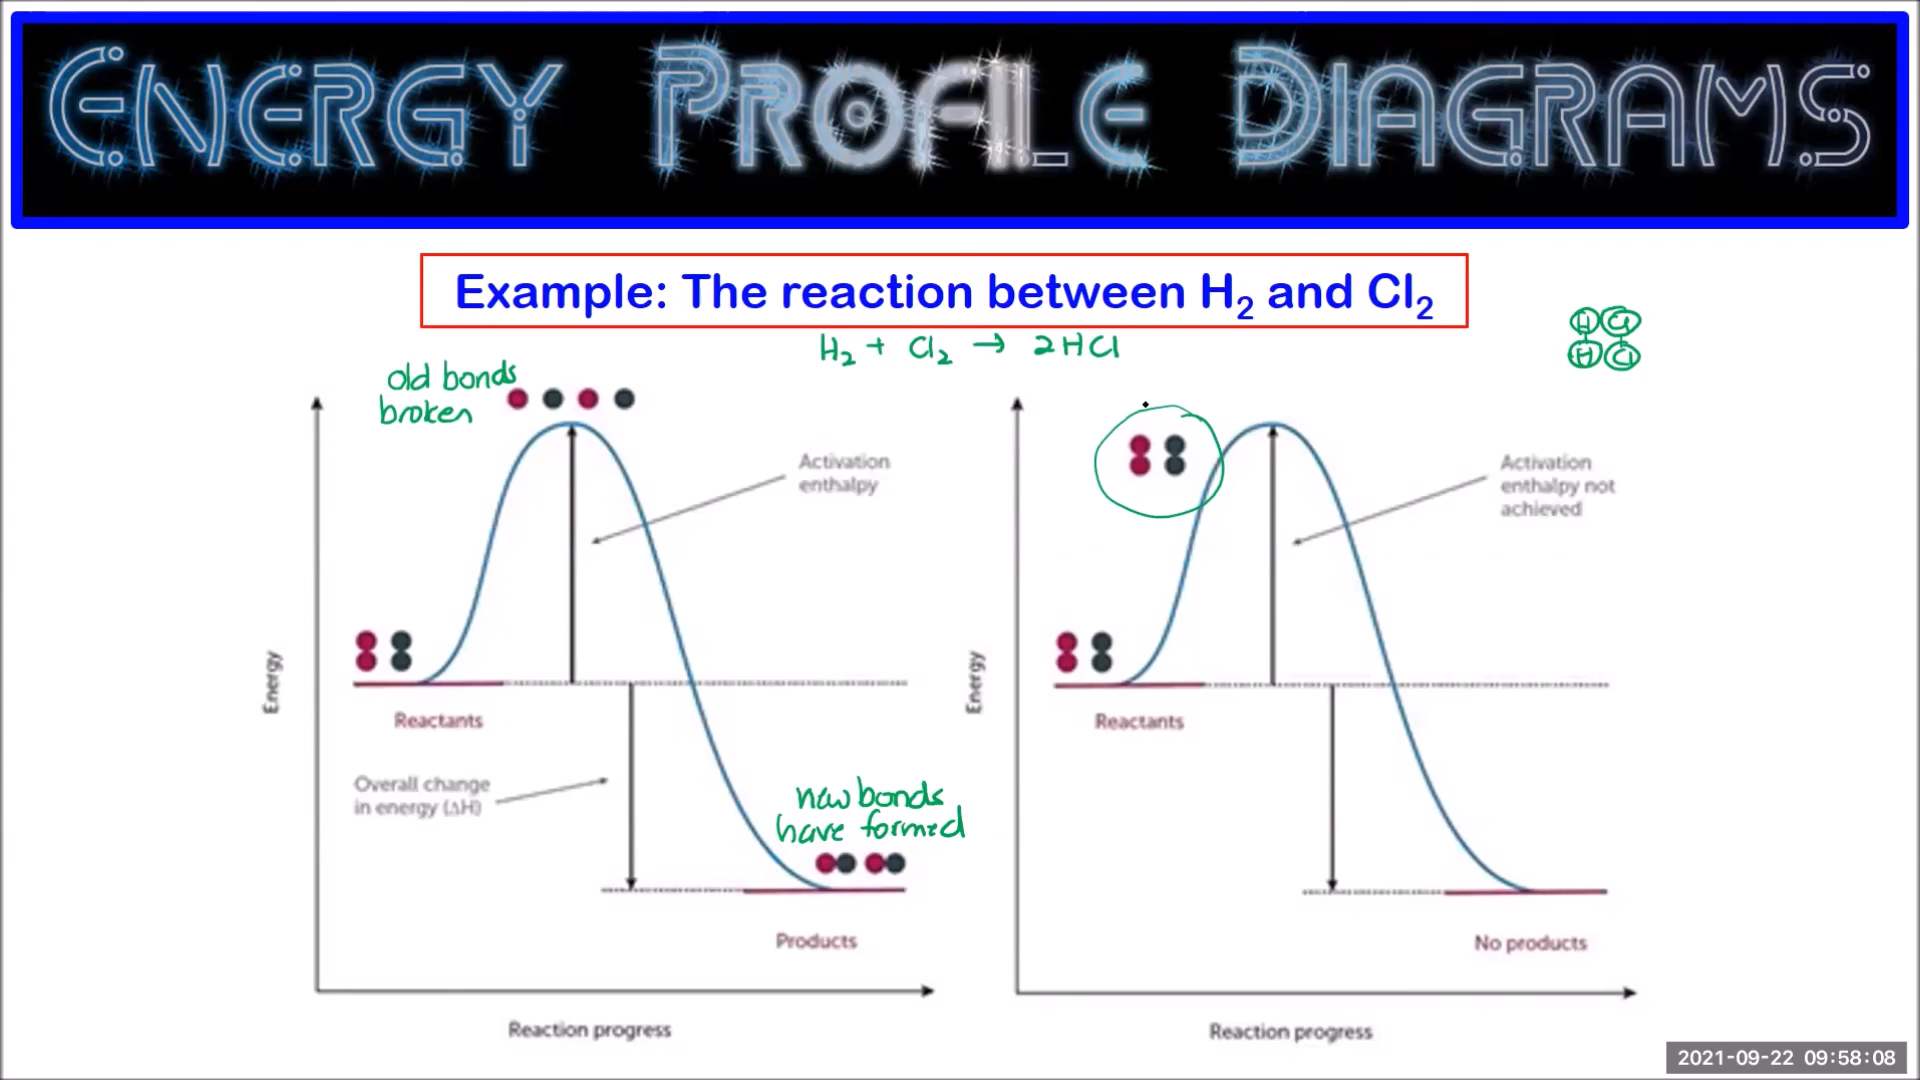 ENERGY PROFILE DIAGRAMS
Example: The reaction between H₂ and Cl₂
H₂ + Cl₂ → 2HCl
H Cl
H Cl
old bonds
broken
Activation
enthalpy
Energy
Reactants
Overall change
in energy (ΔH)
new bonds
have formed
Products
Reaction progress
Activation
enthalpy not
achieved
Energy
Reactants
No products
Reaction progress
2021-09-22 09:58:08